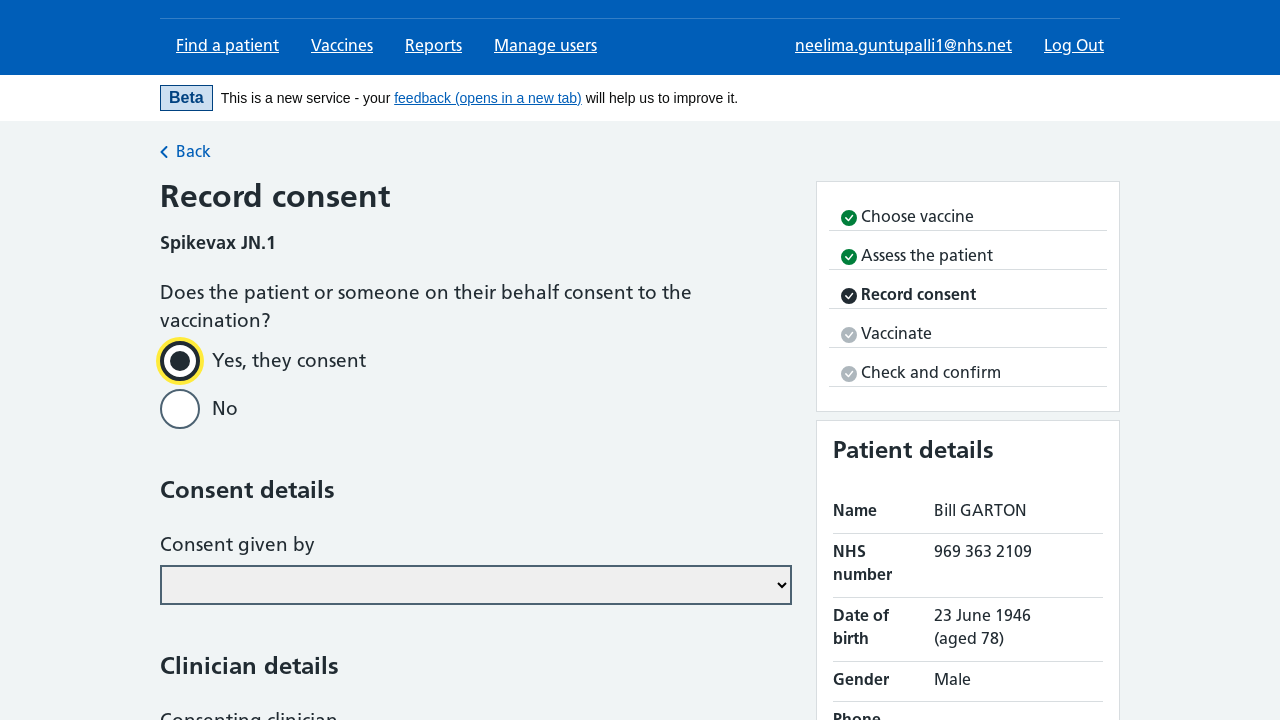 Find a patient Vaccines Reports Manage users neelima.guntupalli1@nhs.net Log Out
Beta This is a new service - your feedback (opens in a new tab) will help us to improve it.
Back
Record consent
Spikevax JN.1
Does the patient or someone on their behalf consent to the
vaccination?
Yes, they consent
No
Consent details
Consent given by
Clinician details
Consenting clinician
Choose vaccine
Assess the patient
Record consent
Vaccinate
Check and confirm
Patient details
Name Bill GARTON
NHS 969 363 2109
number
Date of 23 June 1946
birth (aged 78)
Gender Male
Phone